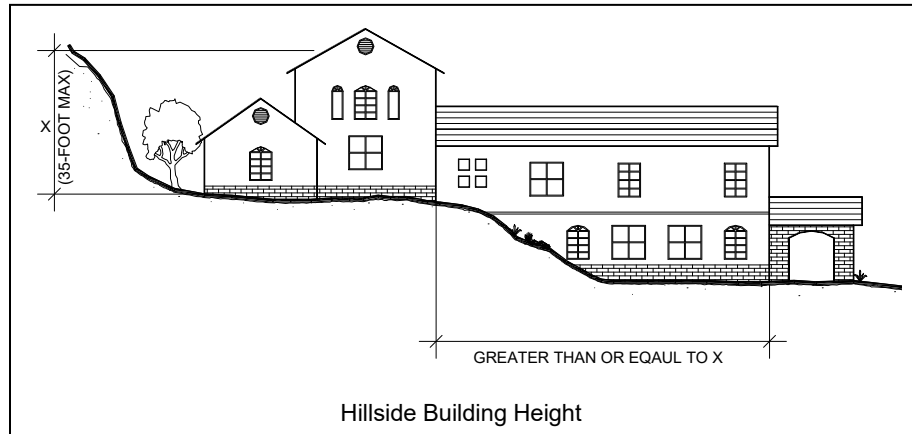 X
(35-FOOT MAX)
GREATER THAN OR EQAUL TO X
Hillside Building Height